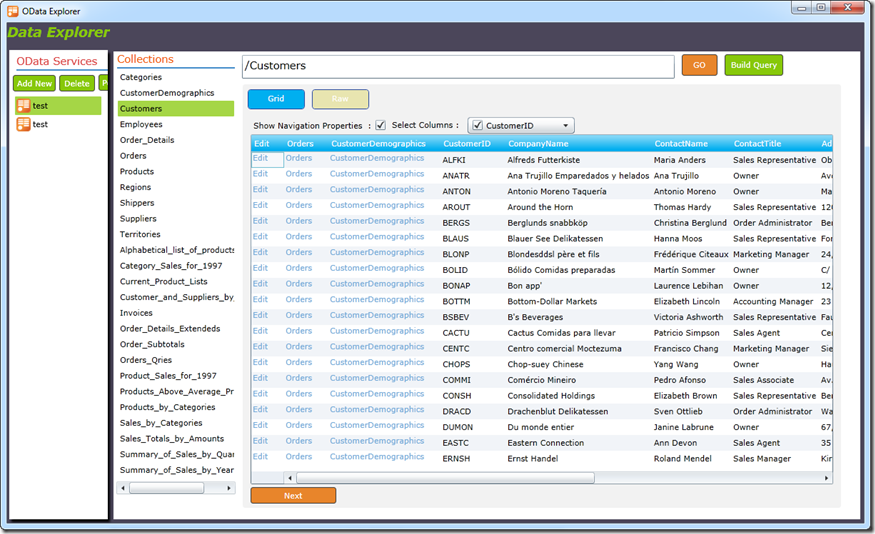 OData Explorer
Data Explorer
OData Services
Add New Delete
test
test
Collections
Categories
CustomerDemographics
Customers
Employees
Order_Details
Orders
Products
Regions
Shippers
Suppliers
Territories
Alphabetical_list_of_products
Category_Sales_for_1997
Current_Product_Lists
Customer_and_Suppliers_by_
Invoices
Order_Details_Extendeds
Order_Subtotals
Orders_Qries
Product_Sales_for_1997
Products_Above_Average_Pr
Products_by_Categories
Sales_by_Categories
Sales_Totals_by_Amounts
Summary_of_Sales_by_Quar
Summary_of_Sales_by_Year
/Customers GO Build Query
Grid Raw
Show Navigation Properties : Select Columns : CustomerID
Edit Orders CustomerDemographics CustomerID CompanyName ContactName ContactTitle Ad
Edit Orders CustomerDemographics ALFKI Alfreds Futterkiste Maria Anders Sales Representative Ob
Edit Orders CustomerDemographics ANATR Ana Trujillo Emparedados y helados Ana Trujillo Owner Ave
Edit Orders CustomerDemographics ANTON Antonio Moreno Taquería Antonio Moreno Owner Ma
Edit Orders CustomerDemographics AROUT Around the Horn Thomas Hardy Sales Representative 120
Edit Orders CustomerDemographics BERGS Berglunds snabbköp Christina Berglund Order Administrator Ber
Edit Orders CustomerDemographics BLAUS Blauer See Delikatessen Hanna Moos Sales Representative For
Edit Orders CustomerDemographics BLONP Blondesddsl père et fils Frédérique Citeaux Marketing Manager 24,
Edit Orders CustomerDemographics BOLID Bólido Comidas preparadas Martín Sommer Owner C/
Edit Orders CustomerDemographics BONAP Bon app' Laurence Lebihan Owner 12,
Edit Orders CustomerDemographics BOTTM Bottom-Dollar Markets Elizabeth Lincoln Accounting Manager 23
Edit Orders CustomerDemographics BSBEV B's Beverages Victoria Ashworth Sales Representative Fau
Edit Orders CustomerDemographics CACTU Cactus Comidas para llevar Patricio Simpson Sales Agent Cer
Edit Orders CustomerDemographics CENTC Centro comercial Moctezuma Francisco Chang Marketing Manager Sie
Edit Orders CustomerDemographics CHOPS Chop-suey Chinese Yang Wang Owner Ha
Edit Orders CustomerDemographics COMMI Comércio Mineiro Pedro Afonso Sales Associate Av.
Edit Orders CustomerDemographics CONSH Consolidated Holdings Elizabeth Brown Sales Representative Ber
Edit Orders CustomerDemographics DRACD Drachenblut Delikatessen Sven Ottlieb Order Administrator Wa
Edit Orders CustomerDemographics DUMON Du monde entier Janine Labrune Owner 67,
Edit Orders CustomerDemographics EASTC Eastern Connection Ann Devon Sales Agent 35
Edit Orders CustomerDemographics ERNSH Ernst Handel Roland Mendel Sales Manager Kir
Next